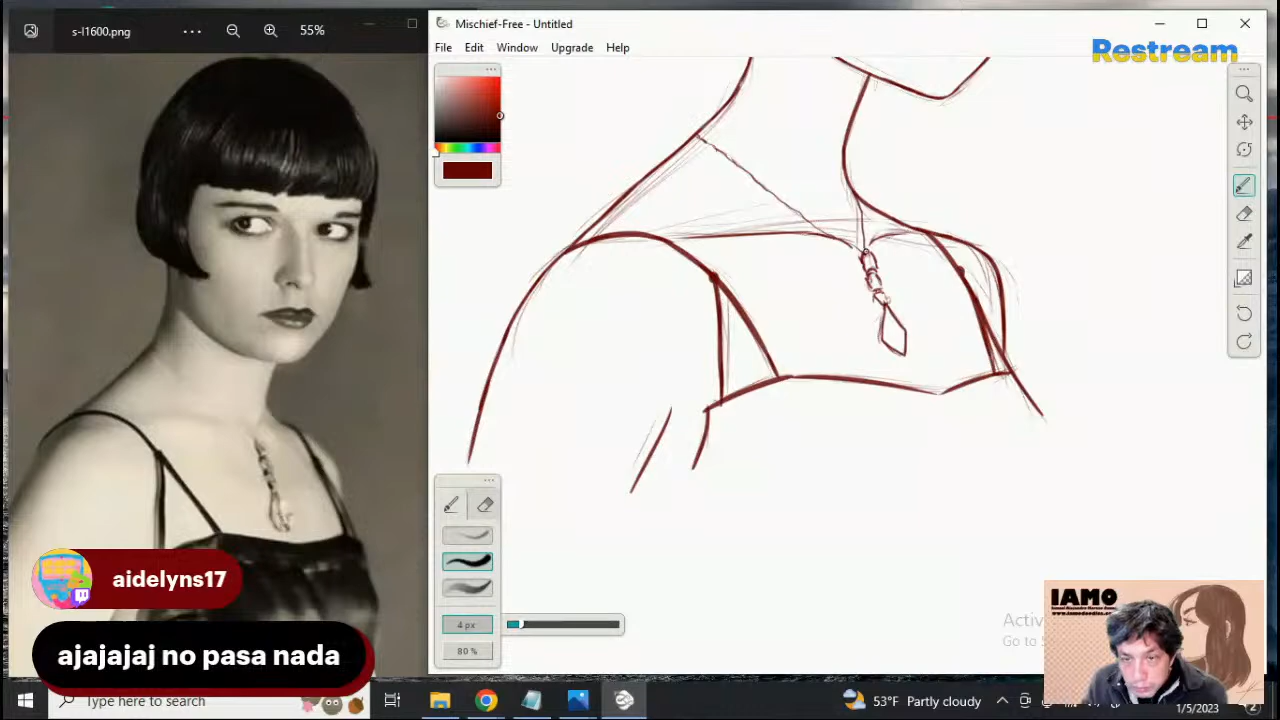 s-l1600.png
55%
Mischief-Free - Untitled
File Edit Window Upgrade Help
Restream
4 px
80 %
aidelyns17
ajajajaj no pasa nada
IAMO
Type here to search
53°F Partly cloudy
1/5/2023
2